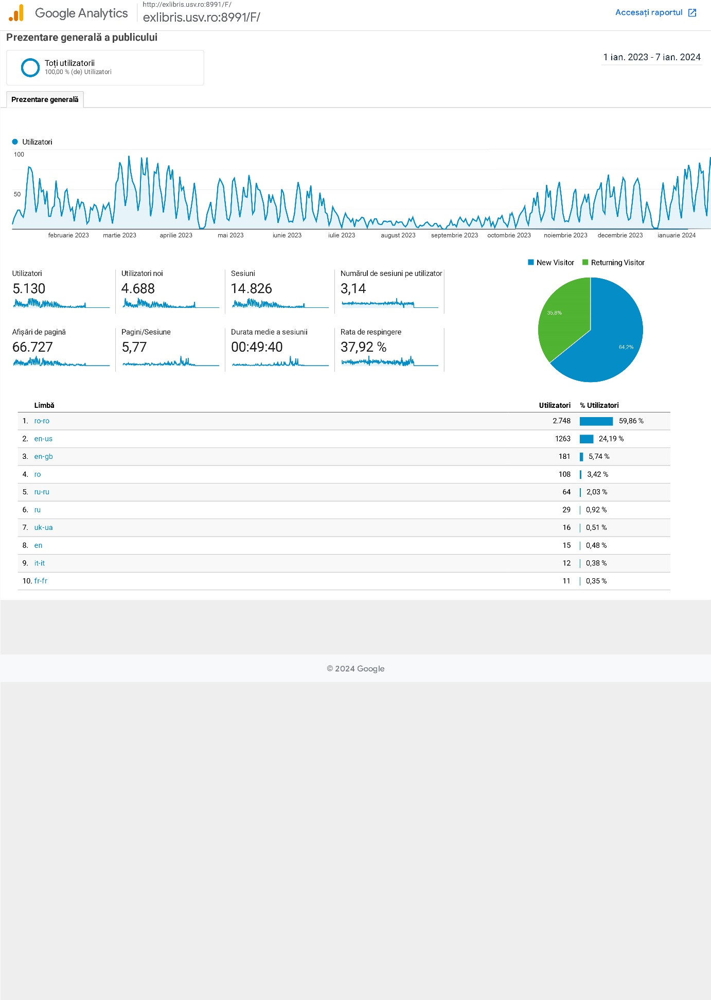 Google Analytics
http://exlibris.usv.ro:8991/F/
exlibris.usv.ro:8991/F/
Accesați raportul
Prezentare generală a publicului
Toți utilizatorii
100,00 % (de) Utilizatori
1 ian. 2023 - 7 ian. 2024
Prezentare generală
Utilizatori
100
50
februarie 2023 martie 2023 aprilie 2023 mai 2023 iunie 2023 iulie 2023 august 2023 septembrie 2023 octombrie 2023 noiembrie 2023 decembrie 2023 ianuarie 2024
New Visitor Returning Visitor
Utilizatori Utilizatori noi Sesiuni Numărul de sesiuni pe utilizator
5.130 4.688 14.826 3,14
35,8%
64,2%
Afișări de pagină Pagini/Sesiune Durata medie a sesiunii Rata de respingere
66.727 5,77 00:49:40 37,92 %
Limbă Utilizatori % Utilizatori
1. ro-ro 2.748 59,86 %
2. en-us 1263 24,19 %
3. en-gb 181 5,74 %
4. ro 108 3,42 %
5. ru-ru 64 2,03 %
6. ru 29 0,92 %
7. uk-ua 16 0,51 %
8. en 15 0,48 %
9. it-it 12 0,38 %
10. fr-fr 11 0,35 %
© 2024 Google